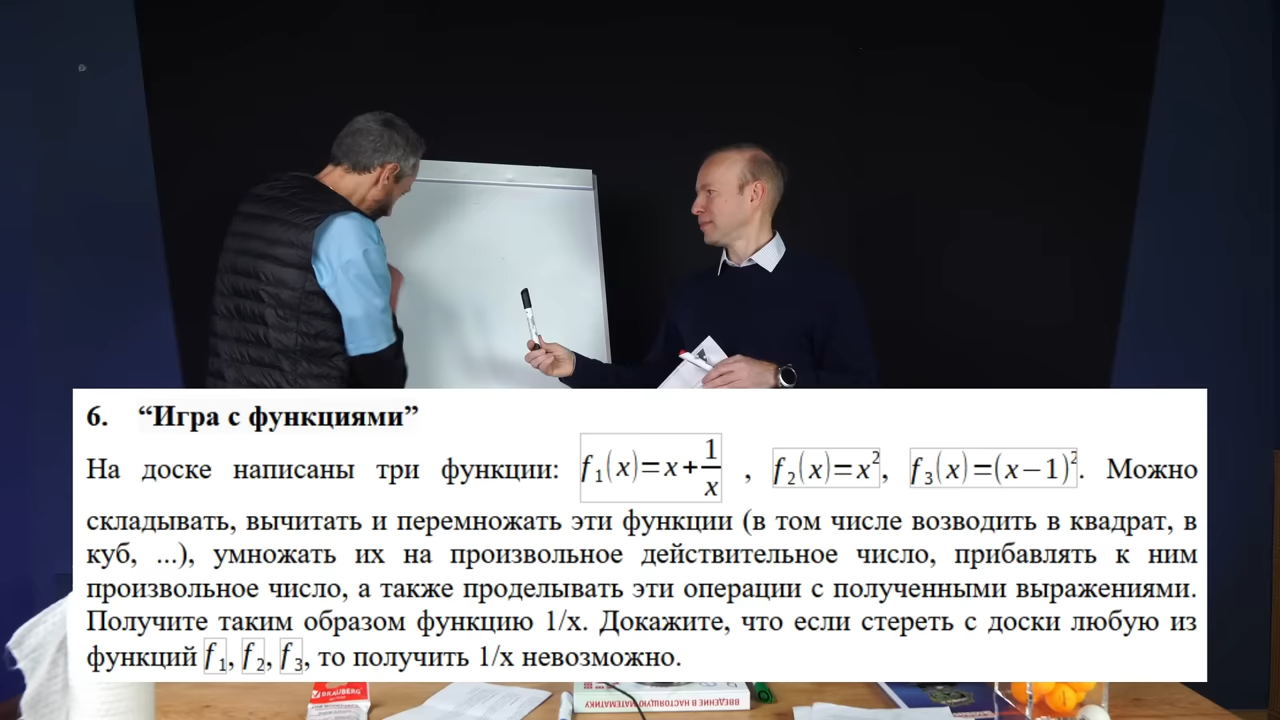 6. “Игра с функциями”
На доске написаны три функции: f₁(x)=x+1/x , f₂(x)=x², f₃(x)=(x−1)². Можно
складывать, вычитать и перемножать эти функции (в том числе возводить в квадрат, в
куб, ...), умножать их на произвольное действительное число, прибавлять к ним
произвольное число, а также проделывать эти операции с полученными выражениями.
Получите таким образом функцию 1/x. Докажите, что если стереть с доски любую из
функций f₁, f₂, f₃, то получить 1/x невозможно.
BRAUBERG
ВВЕДЕНИЕ В НАСТОЯЩУЮ МАТЕМАТИКУ